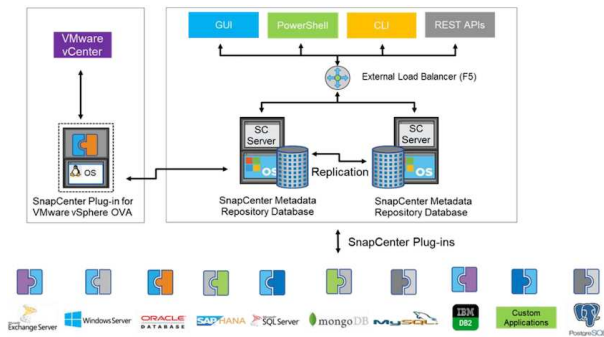 GUI
PowerShell
CLI
REST APIs
VMware
vCenter
External Load Balancer (F5)
SC
Server
OS
SC
Server
OS
OS
Replication
SnapCenter Plug-in for
VMware vSphere OVA
SnapCenter Metadata
Repository Database
SnapCenter Metadata
Repository Database
SnapCenter Plug-ins
Exchange Server
Windows Server
ORACLE
DATABASE
SAP HANA
SQL Server
mongoDB
MySQL
IBM
DB2
Custom
Applications
PostgreSQL